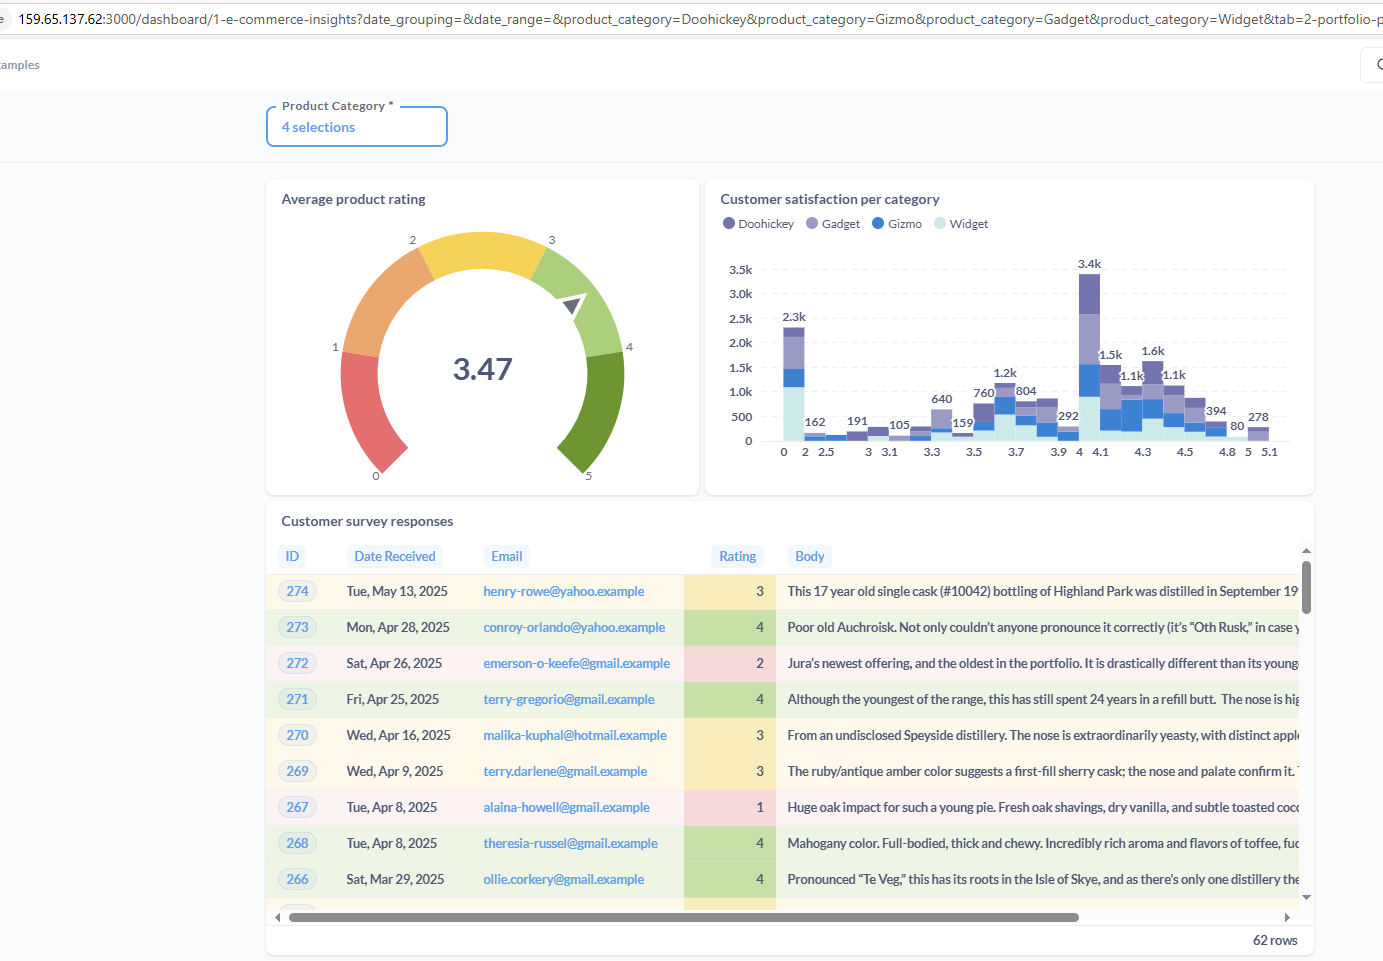 159.65.137.62:3000/dashboard/1-e-commerce-insights?date_grouping=&date_range=&product_category=Doohickey&product_category=Gizmo&product_category=Gadget&product_category=Widget&tab=2-portfolio-p
amples
Product Category *
4 selections
Average product rating
0
1
2
3
4
5
3.47
Customer satisfaction per category
Doohickey Gadget Gizmo Widget
3.5k
3.0k
2.5k
2.0k
1.5k
1.0k
500
0
2.3k 162 191 105 640 159 760 1.2k 804 292 3.4k 1.5k 1.1k 1.6k 1.1k 394 80 278
0 2 2.5 3 3.1 3.3 3.5 3.7 3.9 4 4.1 4.3 4.5 4.8 5 5.1
Customer survey responses
ID Date Received Email Rating Body
274 Tue, May 13, 2025 henry-rowe@yahoo.example 3 This 17 year old single cask (#10042) bottling of Highland Park was distilled in September 19
273 Mon, Apr 28, 2025 conroy-orlando@yahoo.example 4 Poor old Auchroisk. Not only couldn't anyone pronounce it correctly (it's “Oth Rusk,” in case y
272 Sat, Apr 26, 2025 emerson-o-keefe@gmail.example 2 Jura's newest offering, and the oldest in the portfolio. It is drastically different than its young
271 Fri, Apr 25, 2025 terry-gregorio@gmail.example 4 Although the youngest of the range, this has still spent 24 years in a refill butt. The nose is hig
270 Wed, Apr 16, 2025 malika-kuphal@hotmail.example 3 From an undisclosed Speyside distillery. The nose is extraordinarily yeasty, with distinct appl
269 Wed, Apr 9, 2025 terry.darlene@gmail.example 3 The ruby/antique amber color suggests a first-fill sherry cask; the nose and palate confirm it.
267 Tue, Apr 8, 2025 alaina-howell@gmail.example 1 Huge oak impact for such a young pie. Fresh oak shavings, dry vanilla, and subtle toasted coco
268 Tue, Apr 8, 2025 theresia-russel@gmail.example 4 Mahogany color. Full-bodied, thick and chewy. Incredibly rich aroma and flavors of toffee, fud
266 Sat, Mar 29, 2025 ollie.corkery@gmail.example 4 Pronounced “Te Veg,” this has its roots in the Isle of Skye, and as there's only one distillery the
62 rows